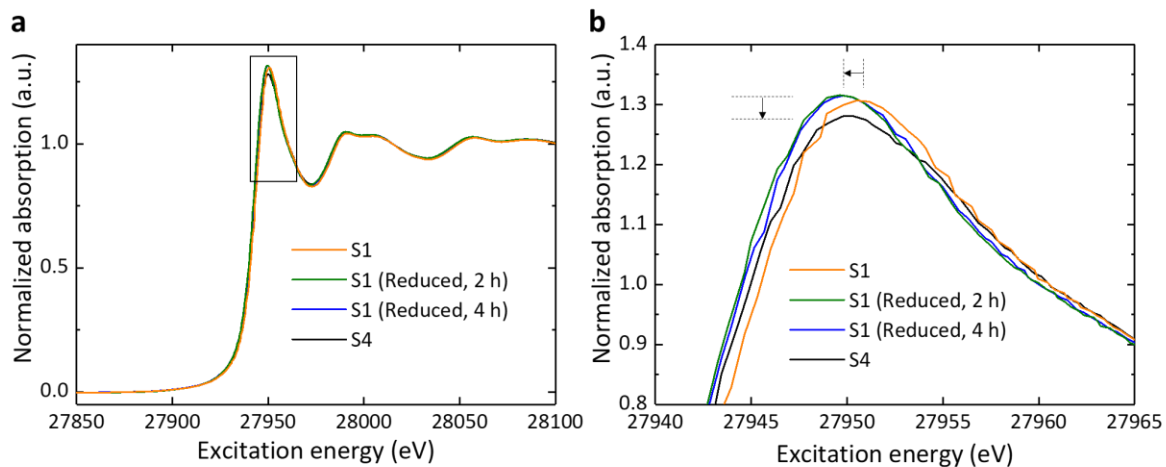 a
Normalized absorption (a.u.)
1.0
0.5
0.0
S1
S1 (Reduced, 2 h)
S1 (Reduced, 4 h)
S4
27850 27900 27950 28000 28050 28100
Excitation energy (eV)
b
Normalized absorption (a.u.)
1.4
1.3
1.2
1.1
1.0
0.9
0.8
S1
S1 (Reduced, 2 h)
S1 (Reduced, 4 h)
S4
27940 27945 27950 27955 27960 27965
Excitation energy (eV)